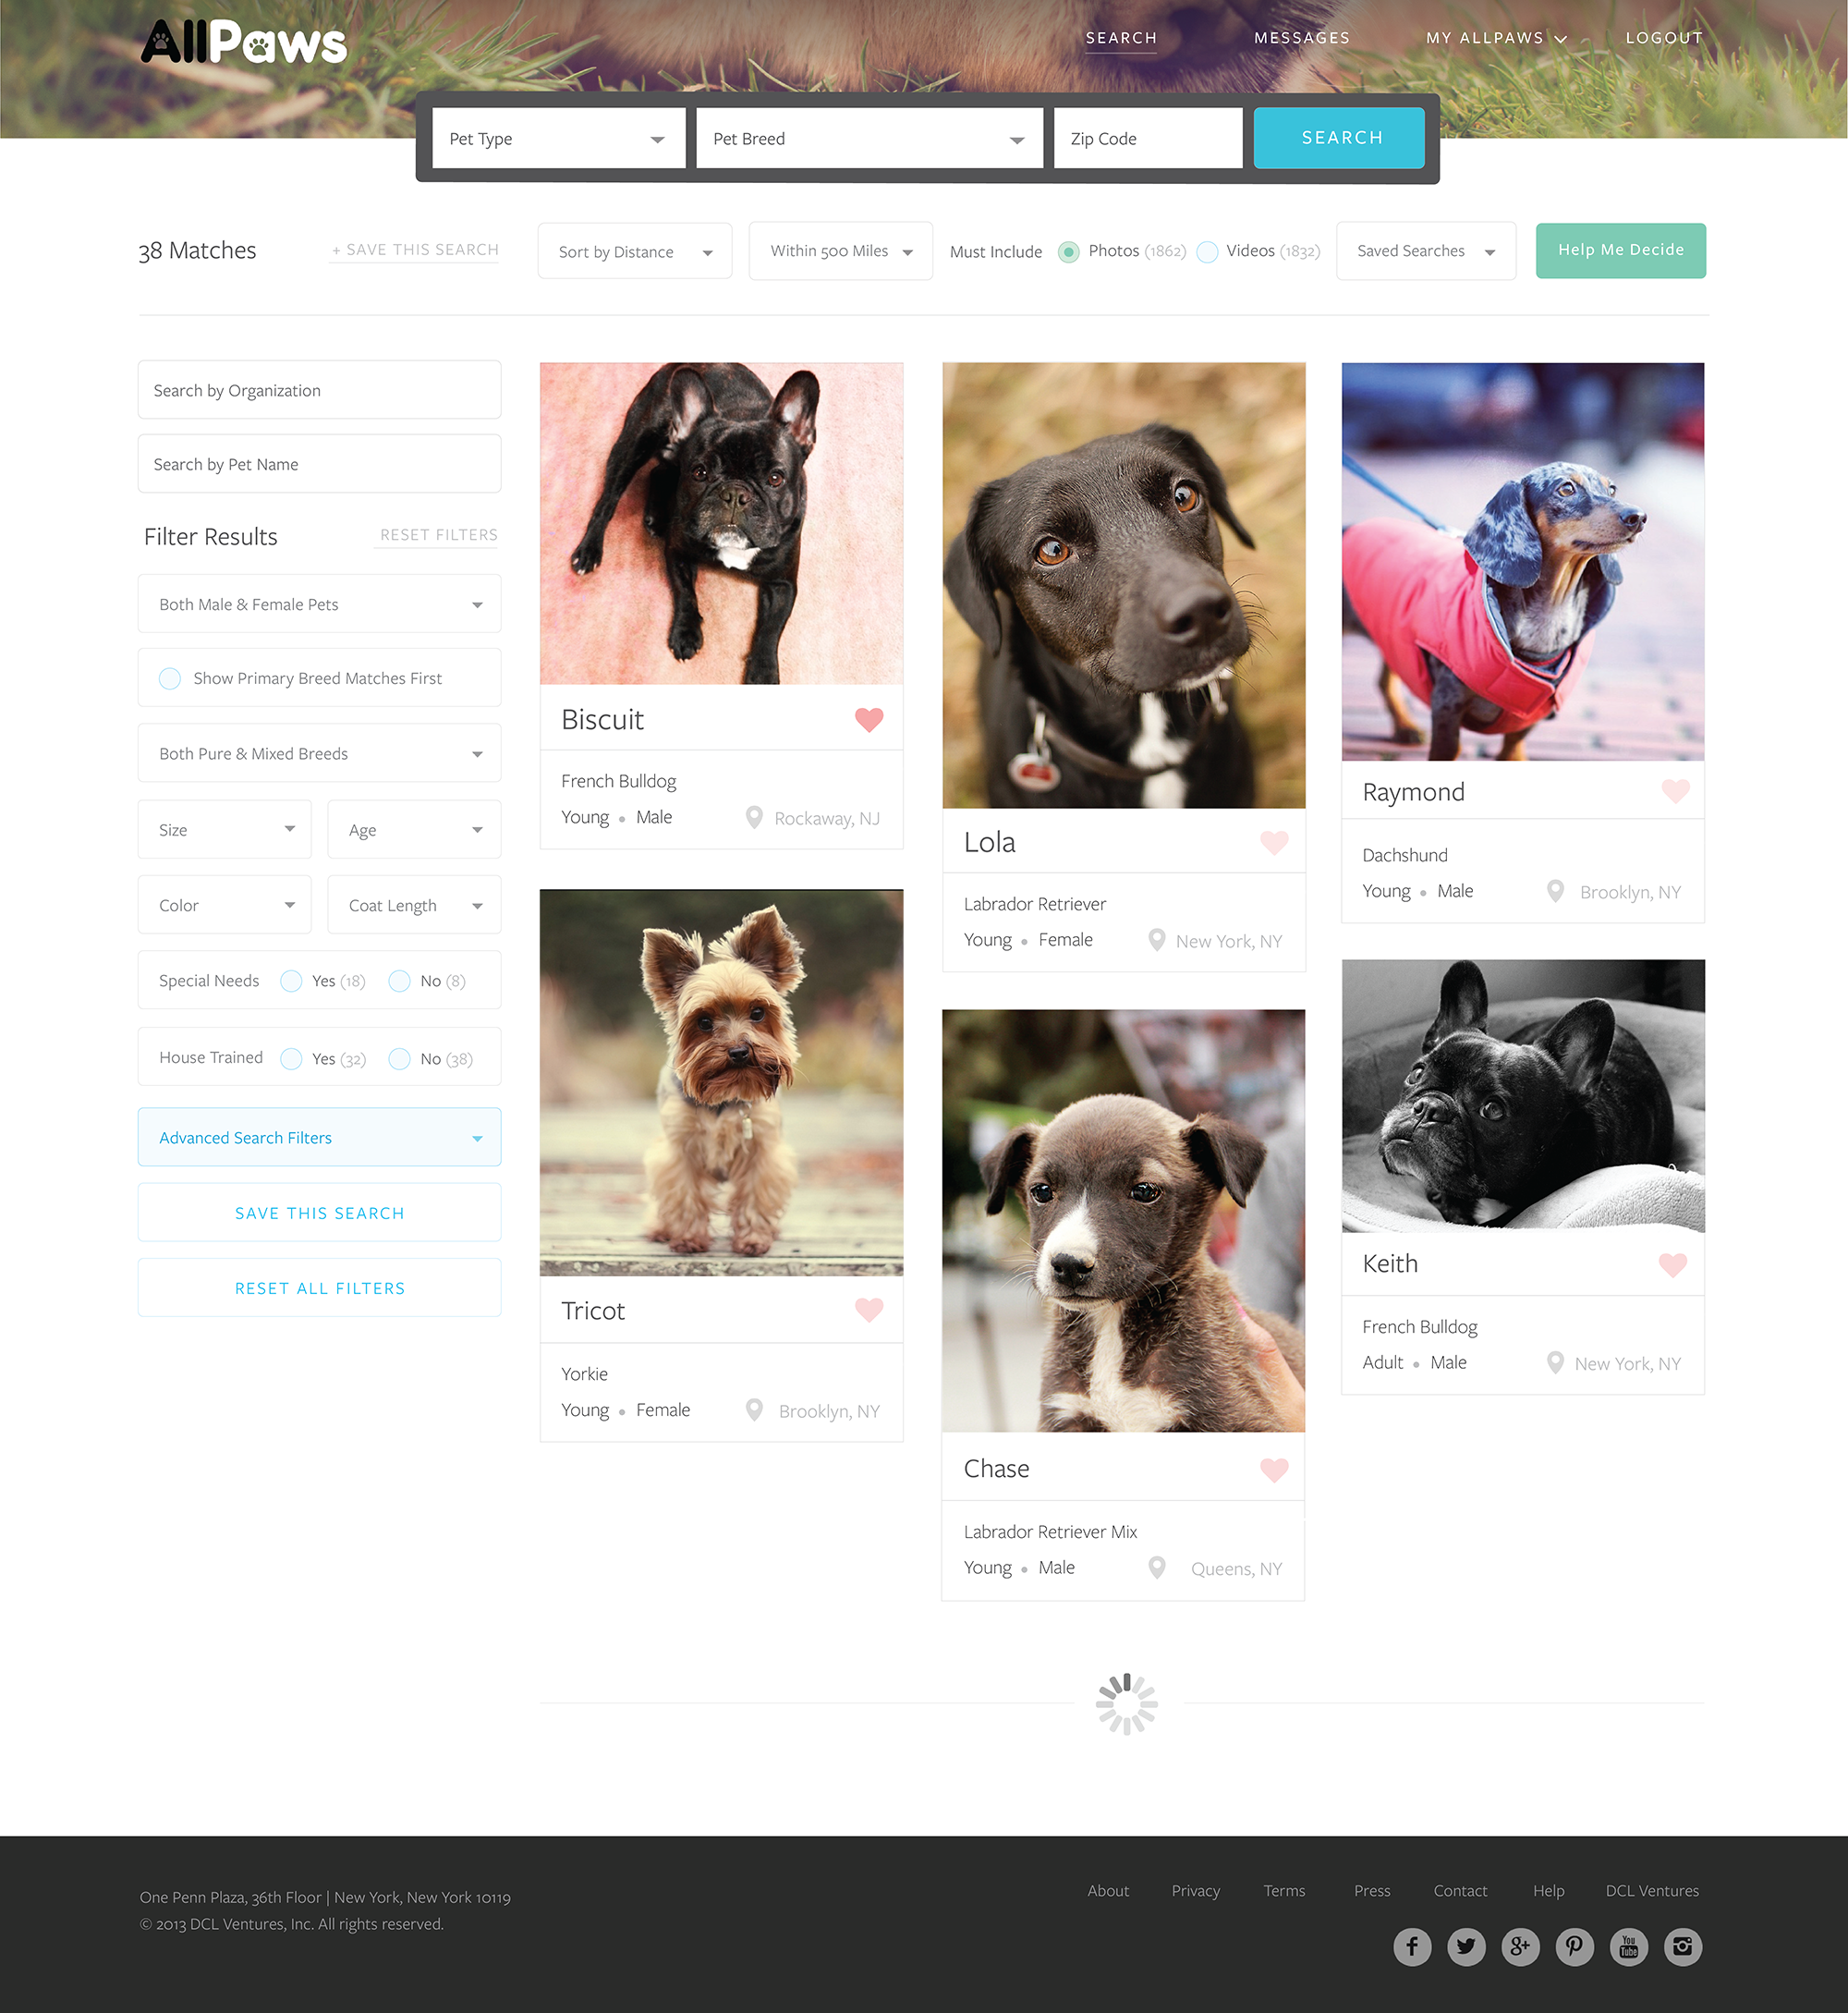 AllPaws
SEARCH
MESSAGES
MY ALLPAWS
LOGOUT
Pet Type
Pet Breed
Zip Code
SEARCH
38 Matches
+ SAVE THIS SEARCH
Sort by Distance
Within 500 Miles
Must Include
Photos (1862)
Videos (1832)
Saved Searches
Help Me Decide
Search by Organization
Search by Pet Name
Filter Results
RESET FILTERS
Both Male & Female Pets
Show Primary Breed Matches First
Both Pure & Mixed Breeds
Size
Age
Color
Coat Length
Special Needs
Yes (18)
No (8)
House Trained
Yes (32)
No (38)
Advanced Search Filters
SAVE THIS SEARCH
RESET ALL FILTERS
Biscuit
French Bulldog
Young • Male
Rockaway, NJ
Tricot
Yorkie
Young • Female
Brooklyn, NY
Lola
Labrador Retriever
Young • Female
New York, NY
Chase
Labrador Retriever Mix
Young • Male
Queens, NY
Raymond
Dachshund
Young • Male
Brooklyn, NY
Keith
French Bulldog
Adult • Male
New York, NY
One Penn Plaza, 36th Floor | New York, New York 10119
© 2013 DCL Ventures, Inc. All rights reserved.
About
Privacy
Terms
Press
Contact
Help
DCL Ventures
You
Tube